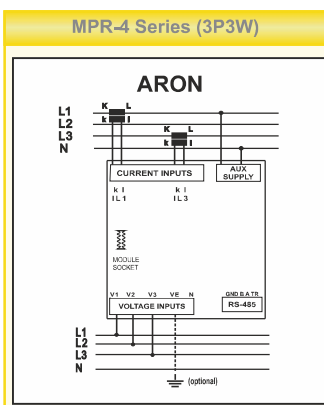 MPR-4 Series (3P3W)
ARON
K L
L1
k l
L2
K L
L3
k l
N
CURRENT INPUTS
AUX
SUPPLY
k l k l
IL1 IL3
MODULE
SOCKET
V1 V2 V3 VE N
GND B A TR
VOLTAGE INPUTS
RS-485
L1
L2
L3
N
(optional)